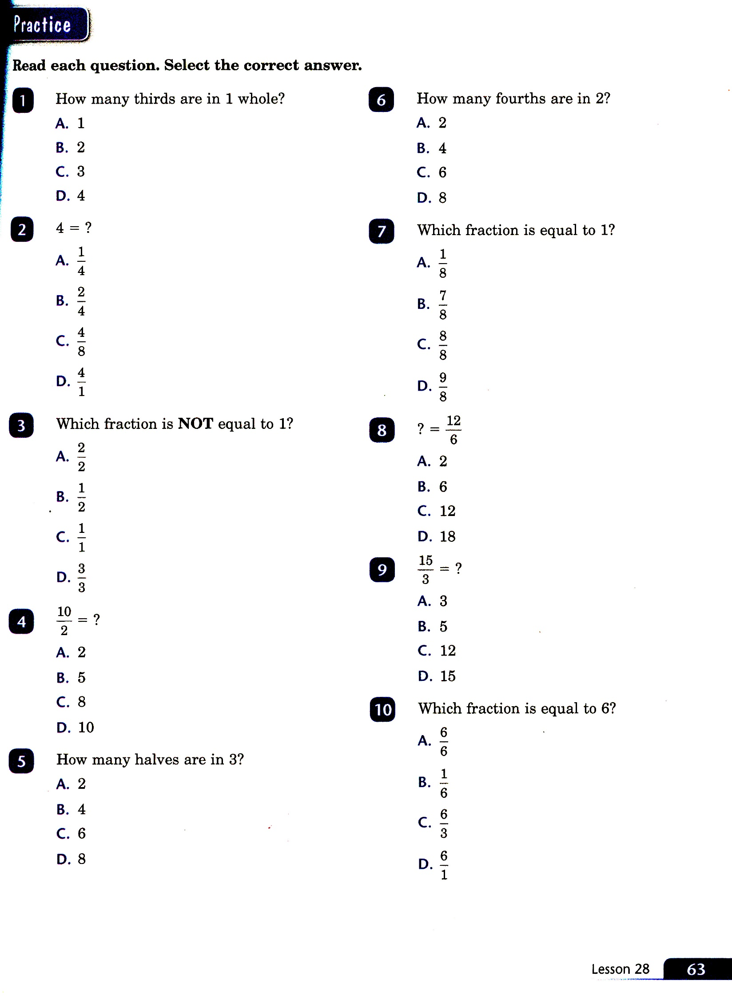 Practice
Read each question. Select the correct answer.
1 How many thirds are in 1 whole?
A. 1
B. 2
C. 3
D. 4
2 4 = ?
A. 1/4
B. 2/4
C. 4/8
D. 4/1
3 Which fraction is NOT equal to 1?
A. 2/2
B. 1/2
C. 1/1
D. 3/3
4 10/2 = ?
A. 2
B. 5
C. 8
D. 10
5 How many halves are in 3?
A. 2
B. 4
C. 6
D. 8
6 How many fourths are in 2?
A. 2
B. 4
C. 6
D. 8
7 Which fraction is equal to 1?
A. 1/8
B. 7/8
C. 8/8
D. 9/8
8 ? = 12/6
A. 2
B. 6
C. 12
D. 18
9 15/3 = ?
A. 3
B. 5
C. 12
D. 15
10 Which fraction is equal to 6?
A. 6/6
B. 1/6
C. 6/3
D. 6/1
Lesson 28 63